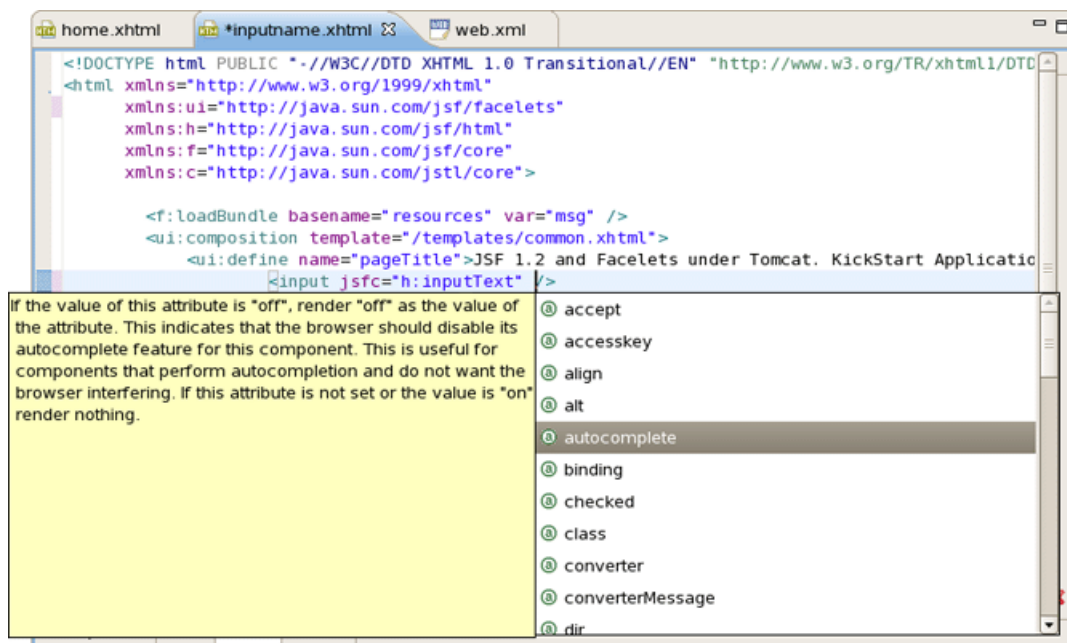 home.xhtml *inputname.xhtml web.xml
<!DOCTYPE html PUBLIC "-//W3C//DTD XHTML 1.0 Transitional//EN" "http://www.w3.org/TR/xhtml1/DTD
<html xmlns="http://www.w3.org/1999/xhtml"
xmlns:ui="http://java.sun.com/jsf/facelets"
xmlns:h="http://java.sun.com/jsf/html"
xmlns:f="http://java.sun.com/jsf/core"
xmlns:c="http://java.sun.com/jstl/core">
<f:loadBundle basename="resources" var="msg" />
<ui:composition template="/templates/common.xhtml">
<ui:define name="pageTitle">JSF 1.2 and Facelets under Tomcat. KickStart Applicatio
<input jsfc="h:inputText" />
If the value of this attribute is "off", render "off" as the value of
the attribute. This indicates that the browser should disable its
autocomplete feature for this component. This is useful for
components that perform autocompletion and do not want the
browser interfering. If this attribute is not set or the value is "on"
render nothing.
accept
accesskey
align
alt
autocomplete
binding
checked
class
converter
converterMessage
dir